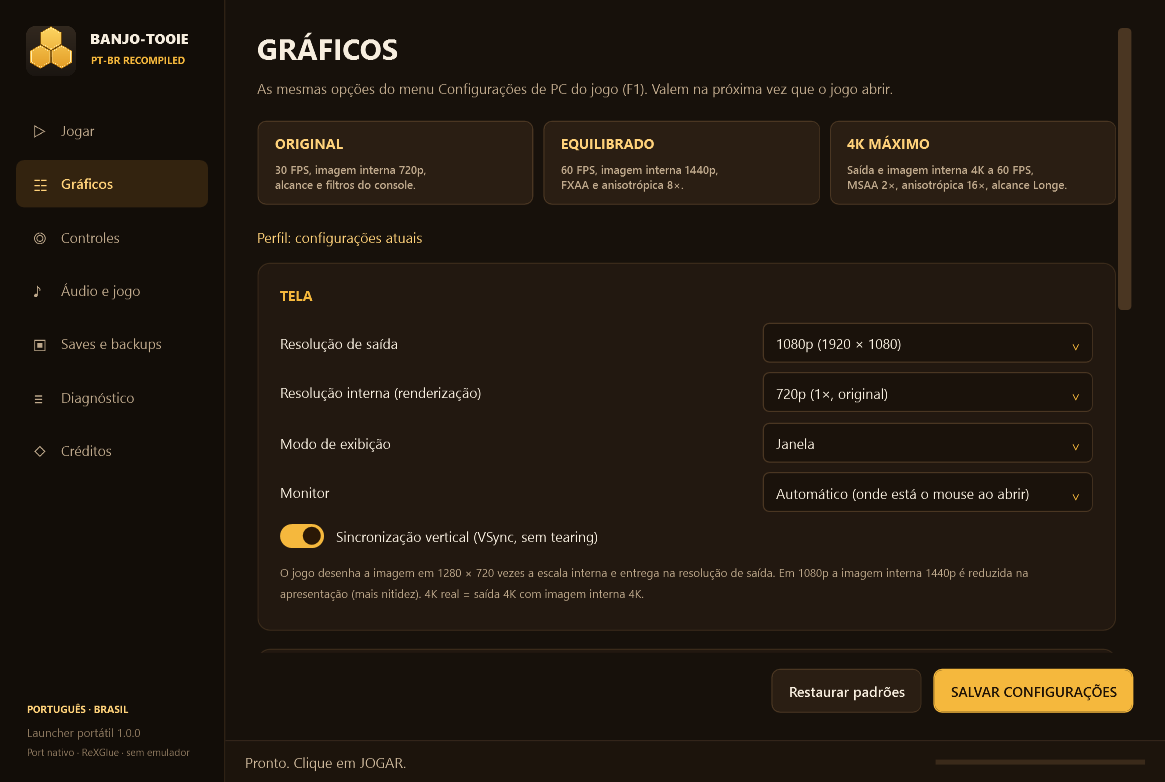 BANJO-TOOIE
PT-BR RECOMPILED
Jogar
Gráficos
Controles
Áudio e jogo
Saves e backups
Diagnóstico
Créditos
PORTUGUÊS · BRASIL
Launcher portátil 1.0.0
Port nativo · ReXGlue · sem emulador
GRÁFICOS
As mesmas opções do menu Configurações de PC do jogo (F1). Valem na próxima vez que o jogo abrir.
ORIGINAL
30 FPS, imagem interna 720p,
alcance e filtros do console.
EQUILIBRADO
60 FPS, imagem interna 1440p,
FXAA e anisotrópica 8×.
4K MÁXIMO
Saída e imagem interna 4K a 60 FPS,
MSAA 2×, anisotrópica 16×, alcance Longe.
Perfil: configurações atuais
TELA
Resolução de saída
1080p (1920 × 1080)
Resolução interna (renderização)
720p (1×, original)
Modo de exibição
Janela
Monitor
Automático (onde está o mouse ao abrir)
Sincronização vertical (VSync, sem tearing)
O jogo desenha a imagem em 1280 × 720 vezes a escala interna e entrega na resolução de saída. Em 1080p a imagem interna 1440p é reduzida na
apresentação (mais nitidez). 4K real = saída 4K com imagem interna 4K.
Restaurar padrões
SALVAR CONFIGURAÇÕES
Pronto. Clique em JOGAR.